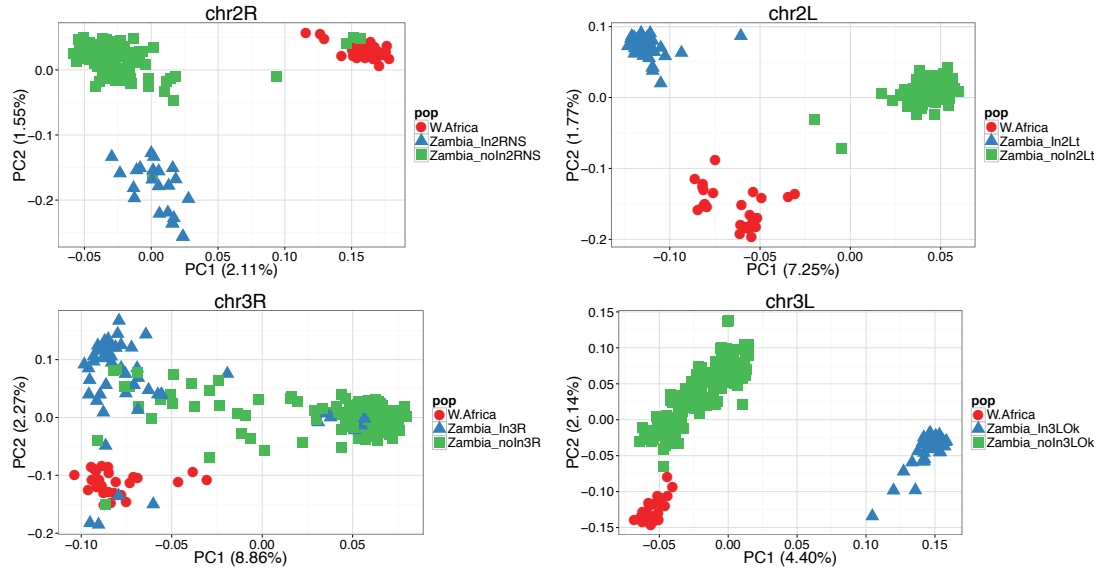 chr2R
0.0
−0.1
−0.2
PC2 (1.55%)
−0.05
0.00
0.05
0.10
0.15
PC1 (2.11%)
pop
W.Africa
Zambia_In2RNS
Zambia_noIn2RNS
chr2L
0.1
0.0
−0.1
−0.2
PC2 (1.77%)
−0.10
−0.05
0.00
0.05
PC1 (7.25%)
pop
W.Africa
Zambia_In2Lt
Zambia_noIn2Lt
chr3R
0.1
0.0
−0.1
−0.2
PC2 (2.27%)
−0.10
−0.05
0.00
0.05
PC1 (8.86%)
pop
W.Africa
Zambia_In3R
Zambia_noIn3R
chr3L
0.15
0.10
0.05
0.00
−0.05
−0.10
−0.15
PC2 (2.14%)
−0.05
0.00
0.05
0.10
0.15
PC1 (4.40%)
pop
W.Africa
Zambia_In3LOk
Zambia_noIn3LOk